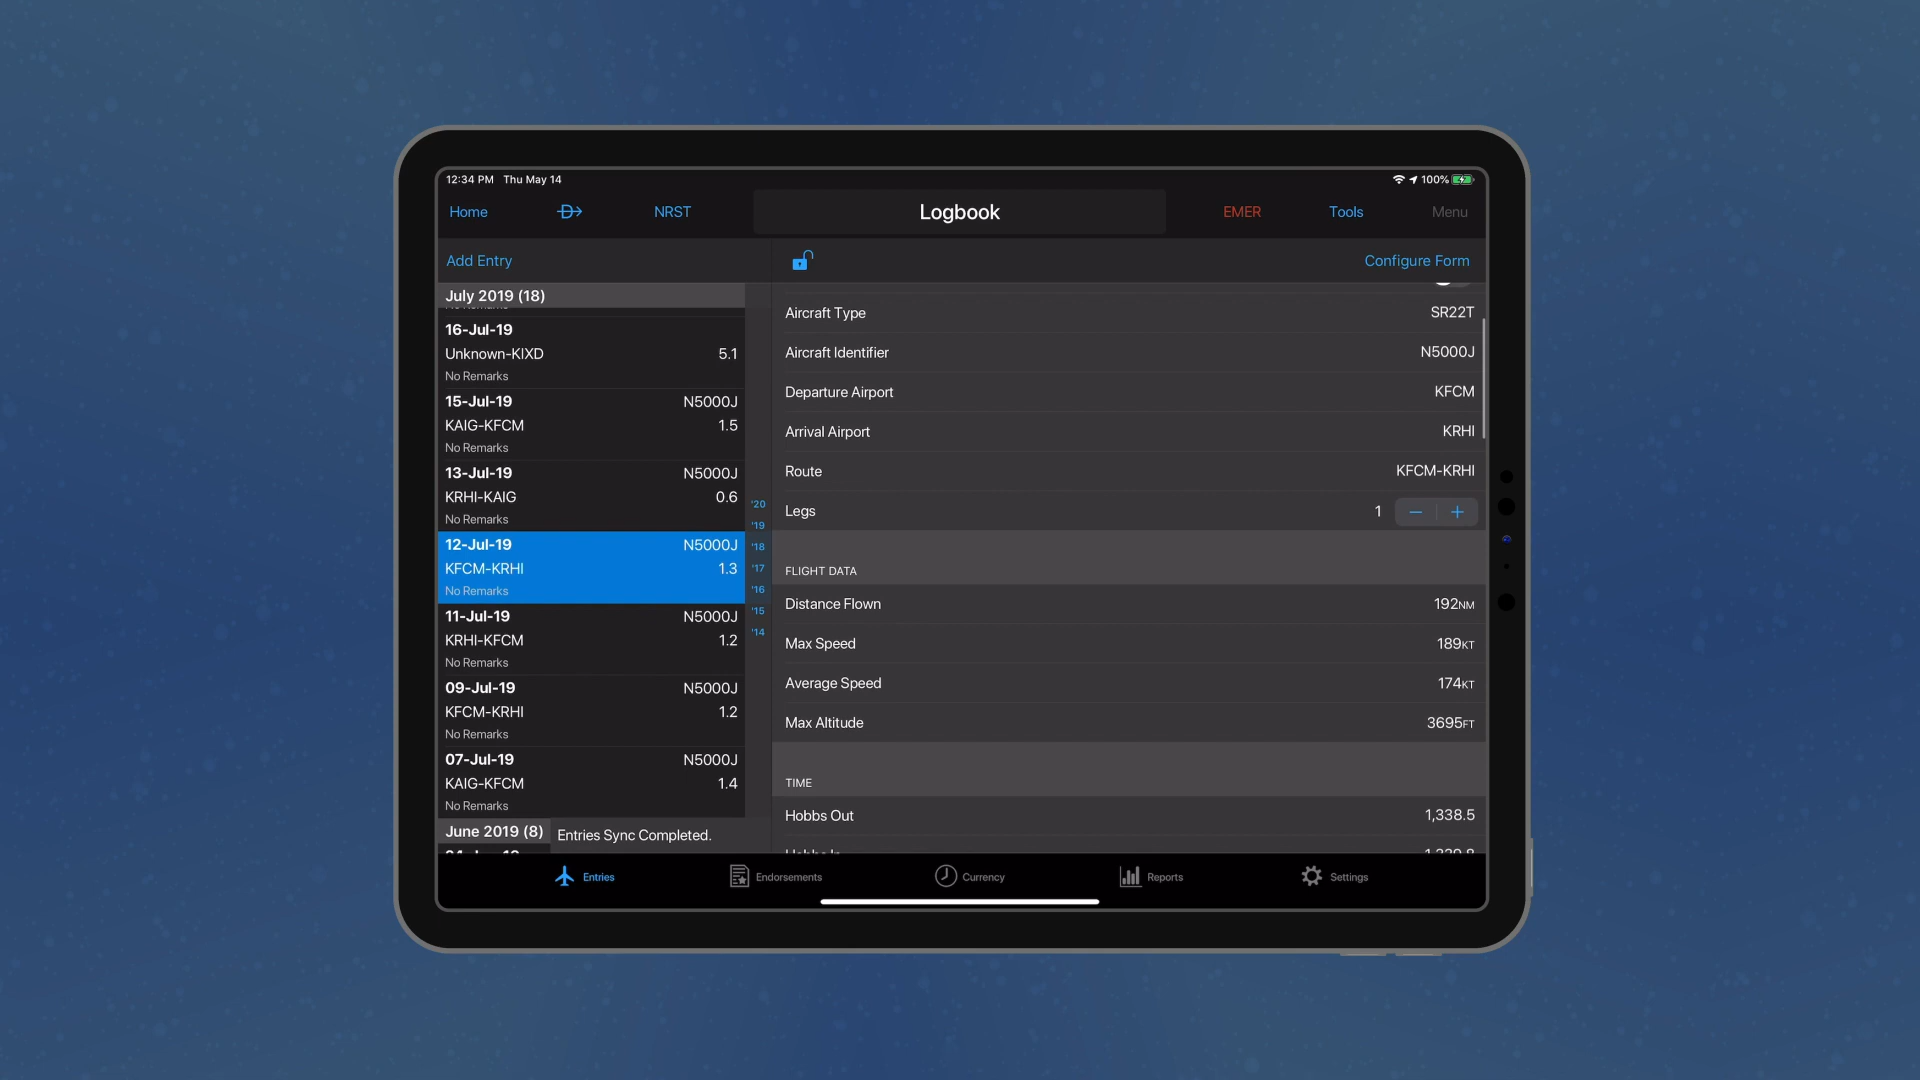 12:34 PM Thu May 14
100%
Home
NRST
Logbook
EMER
Tools
Menu
Add Entry
Configure Form
July 2019 (18)
16-Jul-19
Unknown-KIXD 5.1
No Remarks
15-Jul-19 N5000J
KAIG-KFCM 1.5
No Remarks
13-Jul-19 N5000J
KRHI-KAIG 0.6
No Remarks
12-Jul-19 N5000J
KFCM-KRHI 1.3
No Remarks
11-Jul-19 N5000J
KRHI-KFCM 1.2
No Remarks
09-Jul-19 N5000J
KFCM-KRHI 1.2
No Remarks
07-Jul-19 N5000J
KAIG-KFCM 1.4
No Remarks
June 2019 (8)
Entries Sync Completed.
'20
'19
'18
'17
'16
'15
'14
Aircraft Type SR22T
Aircraft Identifier N5000J
Departure Airport KFCM
Arrival Airport KRHI
Route KFCM-KRHI
Legs 1 − +
FLIGHT DATA
Distance Flown 192NM
Max Speed 189KT
Average Speed 174KT
Max Altitude 3695FT
TIME
Hobbs Out 1,338.5
Entries
Endorsements
Currency
Reports
Settings